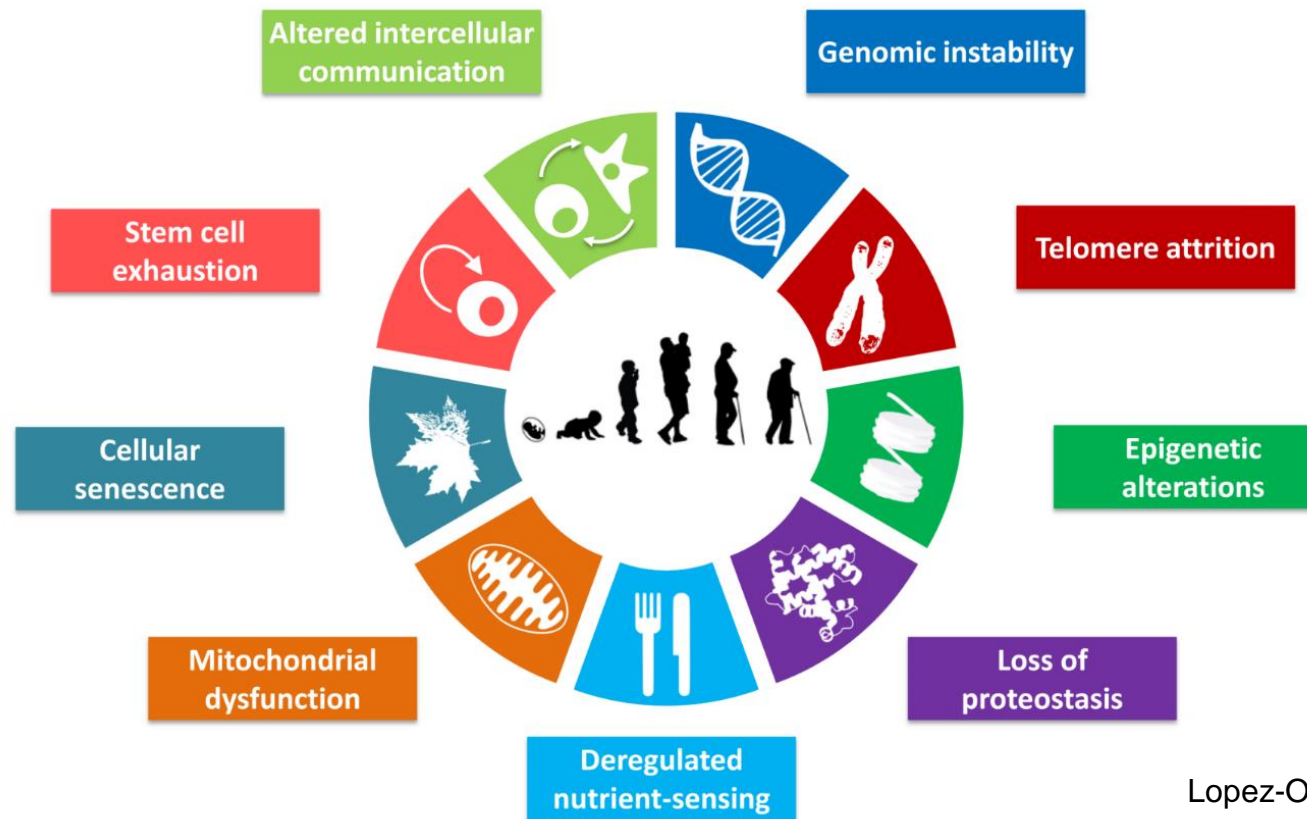 Altered intercellular
communication
Genomic instability
Stem cell
exhaustion
Telomere attrition
Cellular
senescence
Epigenetic
alterations
Mitochondrial
dysfunction
Loss of
proteostasis
Deregulated
nutrient-sensing
Lopez-O